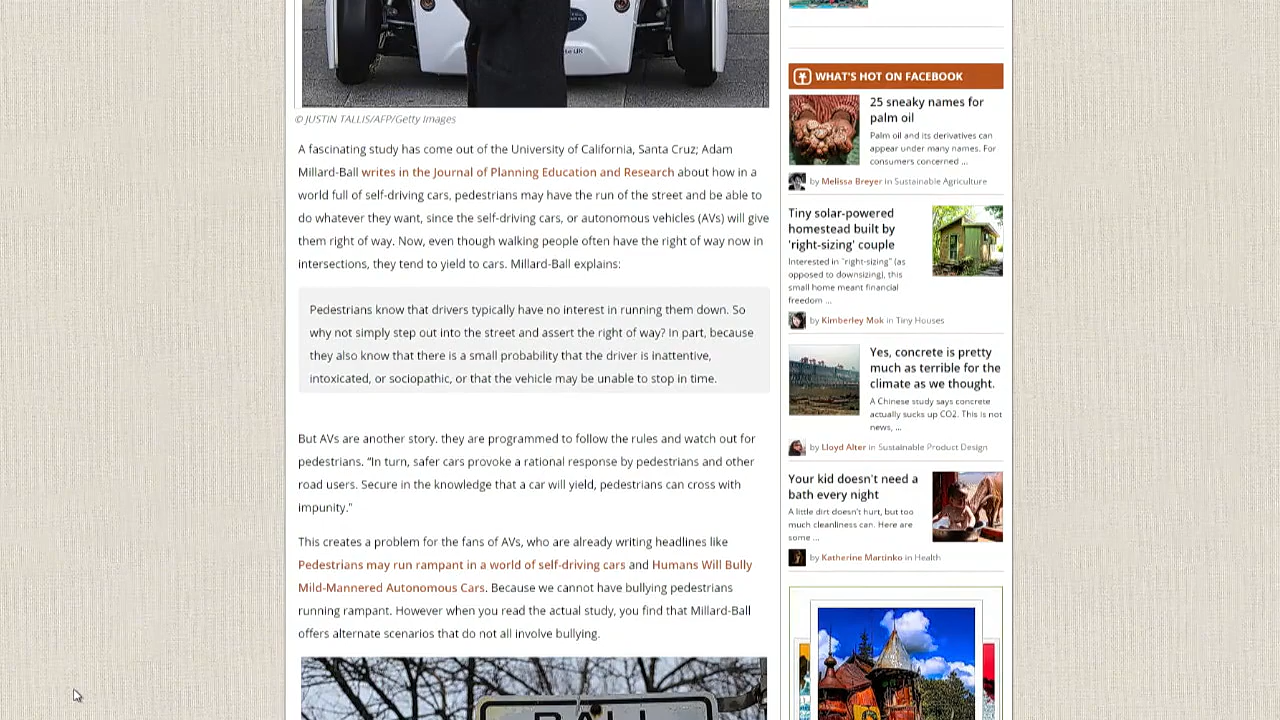 te UK
© JUSTIN TALLIS/AFP/Getty Images
A fascinating study has come out of the University of California, Santa Cruz; Adam
Millard-Ball writes in the Journal of Planning Education and Research about how in a
world full of self-driving cars, pedestrians may have the run of the street and be able to
do whatever they want, since the self-driving cars, or autonomous vehicles (AVs) will give
them right of way. Now, even though walking people often have the right of way now in
intersections, they tend to yield to cars. Millard-Ball explains:
Pedestrians know that drivers typically have no interest in running them down. So
why not simply step out into the street and assert the right of way? In part, because
they also know that there is a small probability that the driver is inattentive,
intoxicated, or sociopathic, or that the vehicle may be unable to stop in time.
But AVs are another story, they are programmed to follow the rules and watch out for
pedestrians. "In turn, safer cars provoke a rational response by pedestrians and other
road users. Secure in the knowledge that a car will yield, pedestrians can cross with
impunity."
This creates a problem for the fans of AVs, who are already writing headlines like
Pedestrians may run rampant in a world of self-driving cars and Humans Will Bully
Mild-Mannered Autonomous Cars. Because we cannot have bullying pedestrians
running rampant. However when you read the actual study, you find that Millard-Ball
offers alternate scenarios that do not all involve bullying.
BALL
WHAT'S HOT ON FACEBOOK
25 sneaky names for
palm oil
Palm oil and its derivatives can
appear under many names. For
consumers concerned ...
by Melissa Breyer in Sustainable Agriculture
Tiny solar-powered
homestead built by
'right-sizing' couple
Interested in "right-sizing" (as
opposed to downsizing), this
small home meant financial
freedom ...
by Kimberley Mok in Tiny Houses
Yes, concrete is pretty
much as terrible for the
climate as we thought.
A Chinese study says concrete
actually sucks up CO2. This is not
news, ...
by Lloyd Alter in Sustainable Product Design
Your kid doesn't need a
bath every night
A little dirt doesn't hurt, but too
much cleanliness can. Here are
some ...
by Katherine Martinko in Health